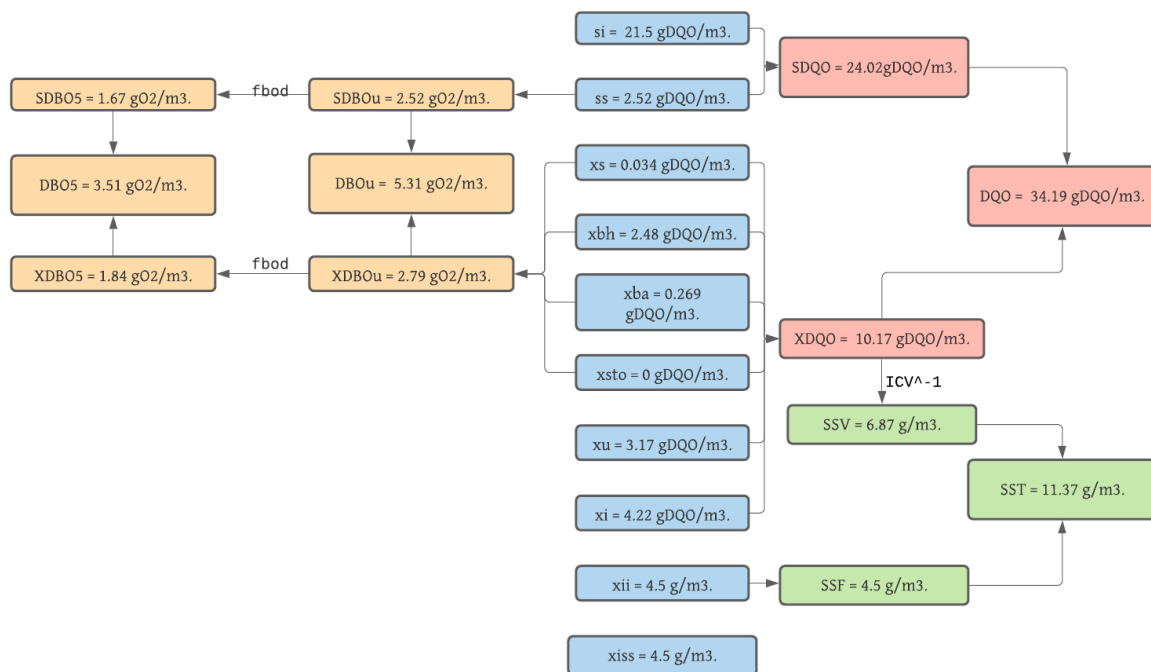 si =  21.5 gDQO/m3.
SDQO = 24.02gDQO/m3.
SDBO5 = 1.67 gO2/m3.
fbod
SDBOu = 2.52 gO2/m3.
ss = 2.52 gDQO/m3.
DBO5 = 3.51 gO2/m3.
DBOu =  5.31 gO2/m3.
xs = 0.034 gDQO/m3.
DQO =  34.19 gDQO/m3.
xbh = 2.48 gDQO/m3.
XDBO5 = 1.84 gO2/m3.
fbod
XDBOu = 2.79 gO2/m3.
xba = 0.269
gDQO/m3.
XDQO =  10.17 gDQO/m3.
xsto = 0 gDQO/m3.
ICV^-1
SSV = 6.87 g/m3.
xu = 3.17 gDQO/m3.
SST = 11.37 g/m3.
xi = 4.22 gDQO/m3.
xii = 4.5 g/m3.
SSF = 4.5 g/m3.
xiss = 4.5 g/m3.